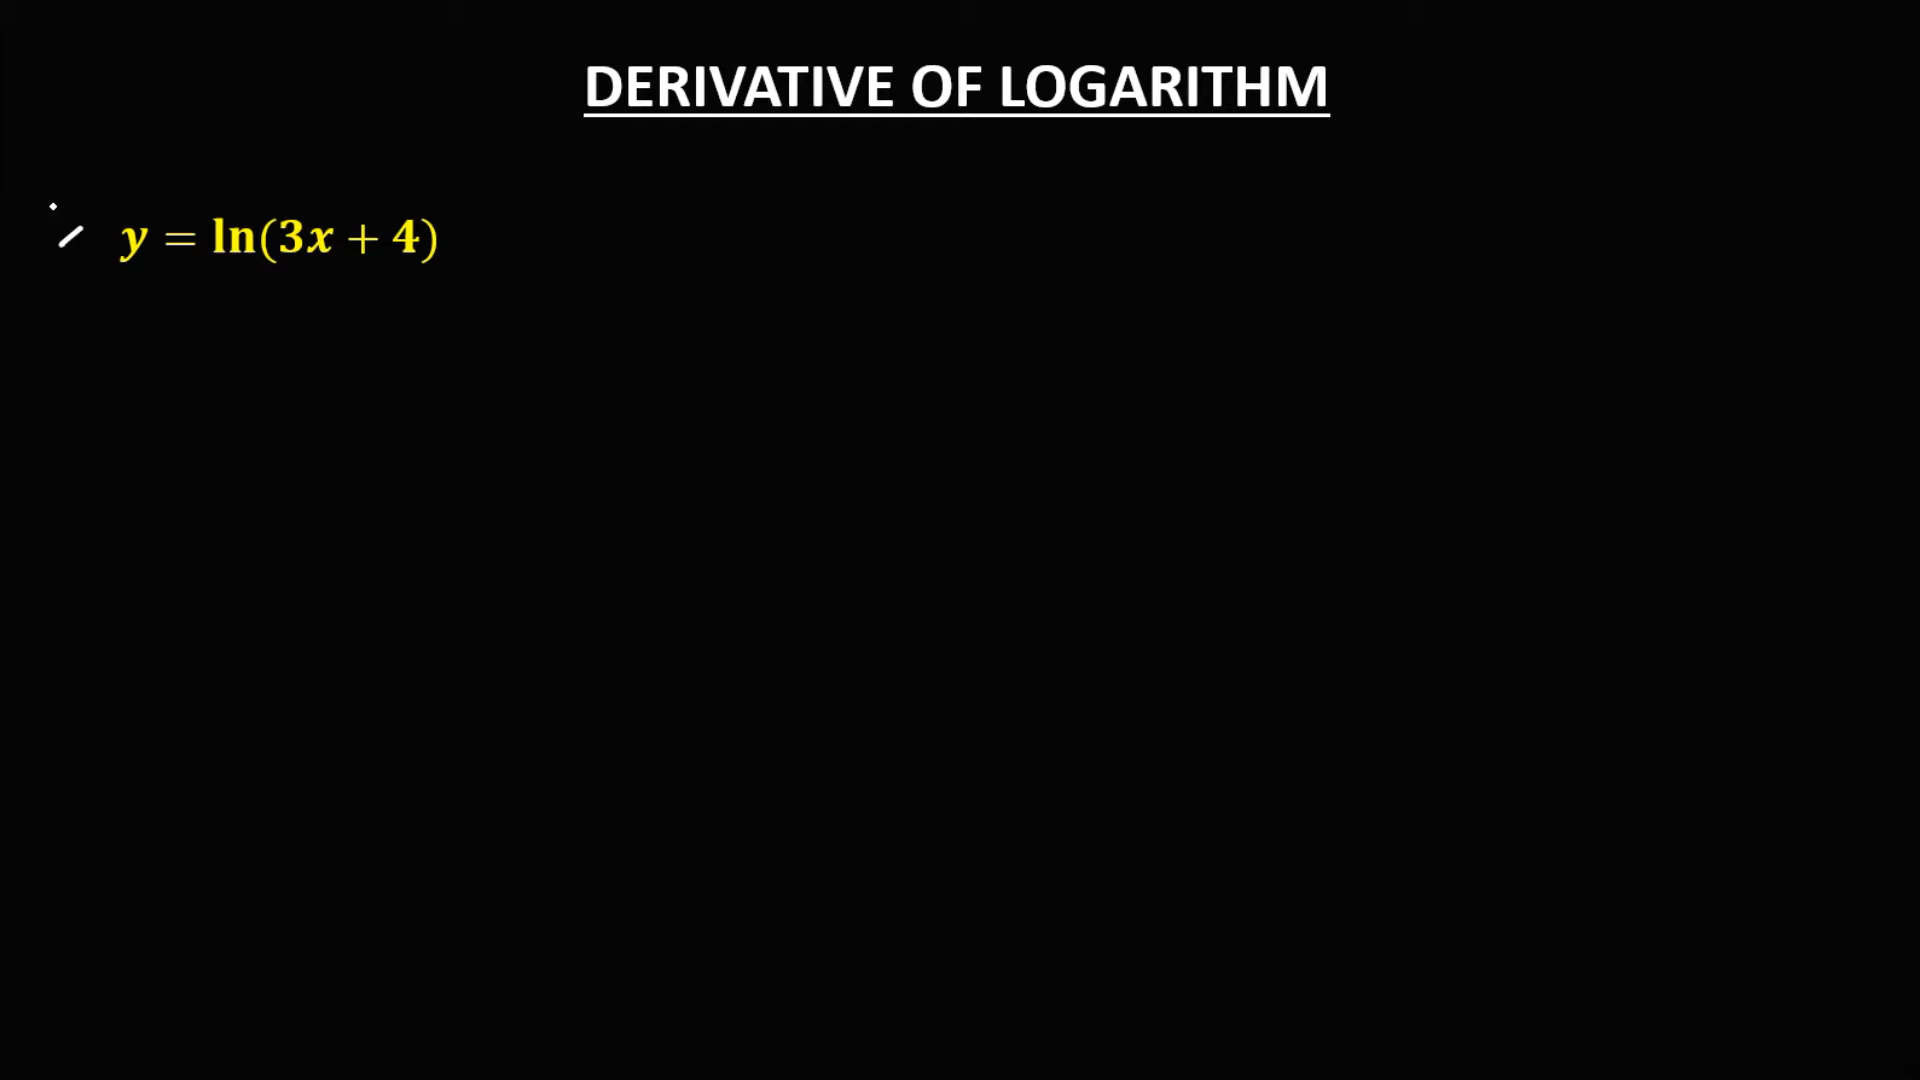 DERIVATIVE OF LOGARITHM
y = ln(3x + 4)